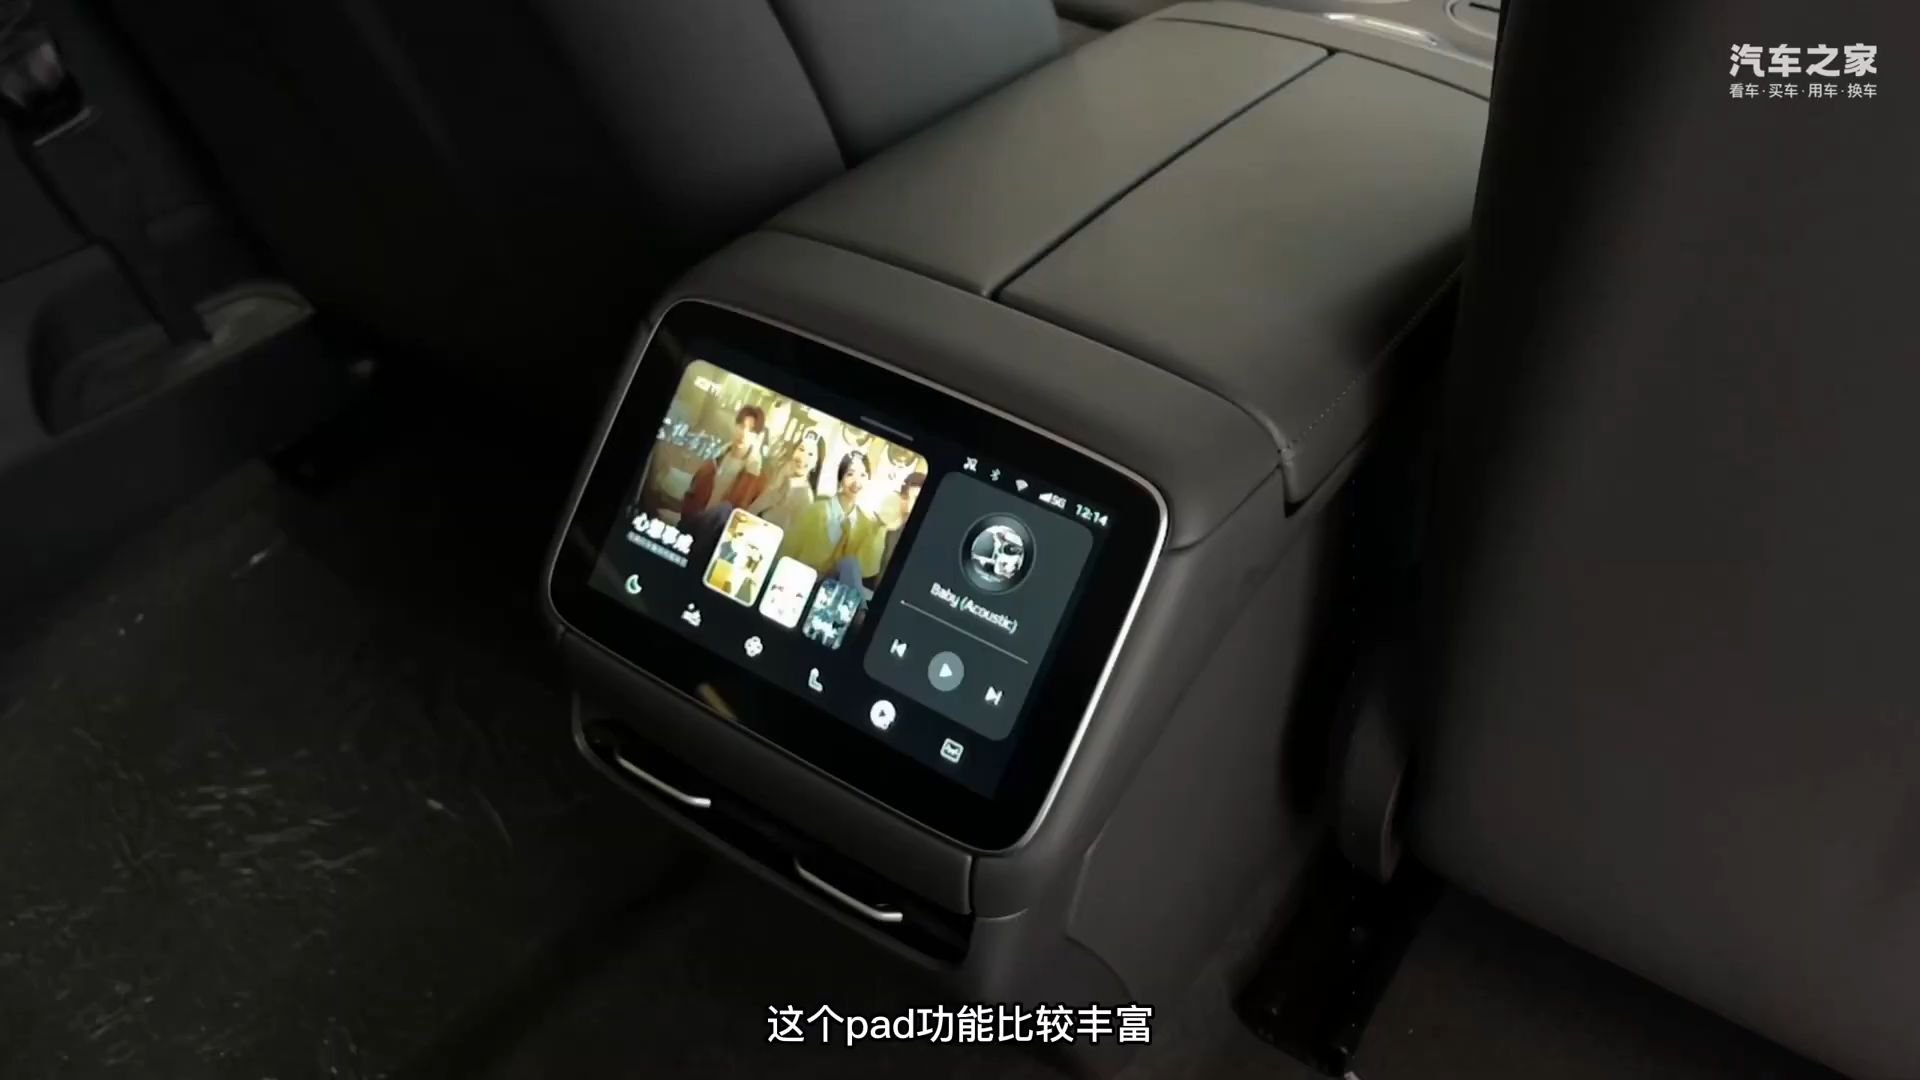 汽车之家
看车·买车·用车·换车
5G 12:14
心想事成
Baby (Acoustic)
这个pad功能比较丰富